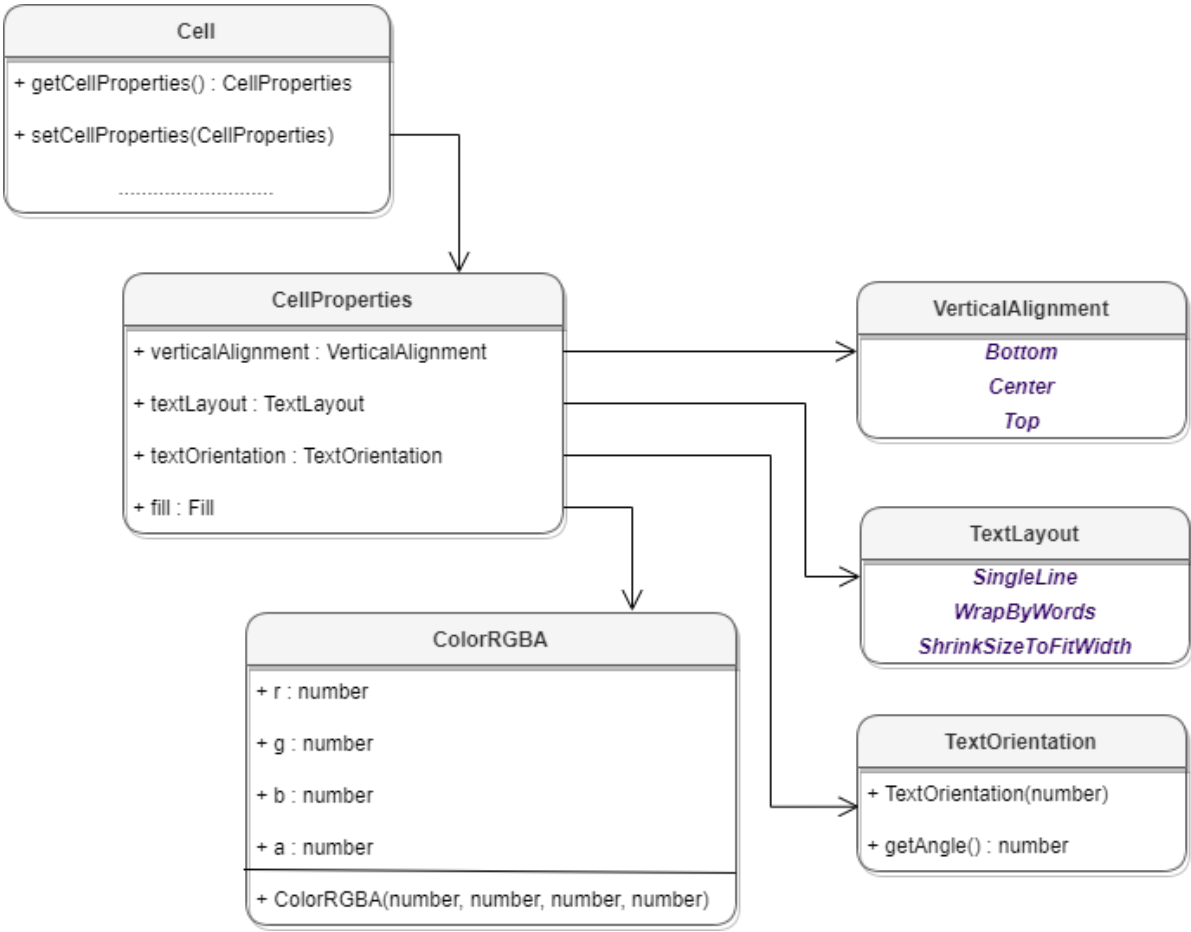 Cell
+ getCellProperties() : CellProperties
+ setCellProperties(CellProperties)
CellProperties
+ verticalAlignment : VerticalAlignment
+ textLayout : TextLayout
+ textOrientation : TextOrientation
+ fill : Fill
VerticalAlignment
Bottom
Center
Top
TextLayout
SingleLine
WrapByWords
ShrinkSizeToFitWidth
ColorRGBA
+ r : number
+ g : number
+ b : number
+ a : number
+ ColorRGBA(number, number, number, number)
TextOrientation
+ TextOrientation(number)
+ getAngle() : number